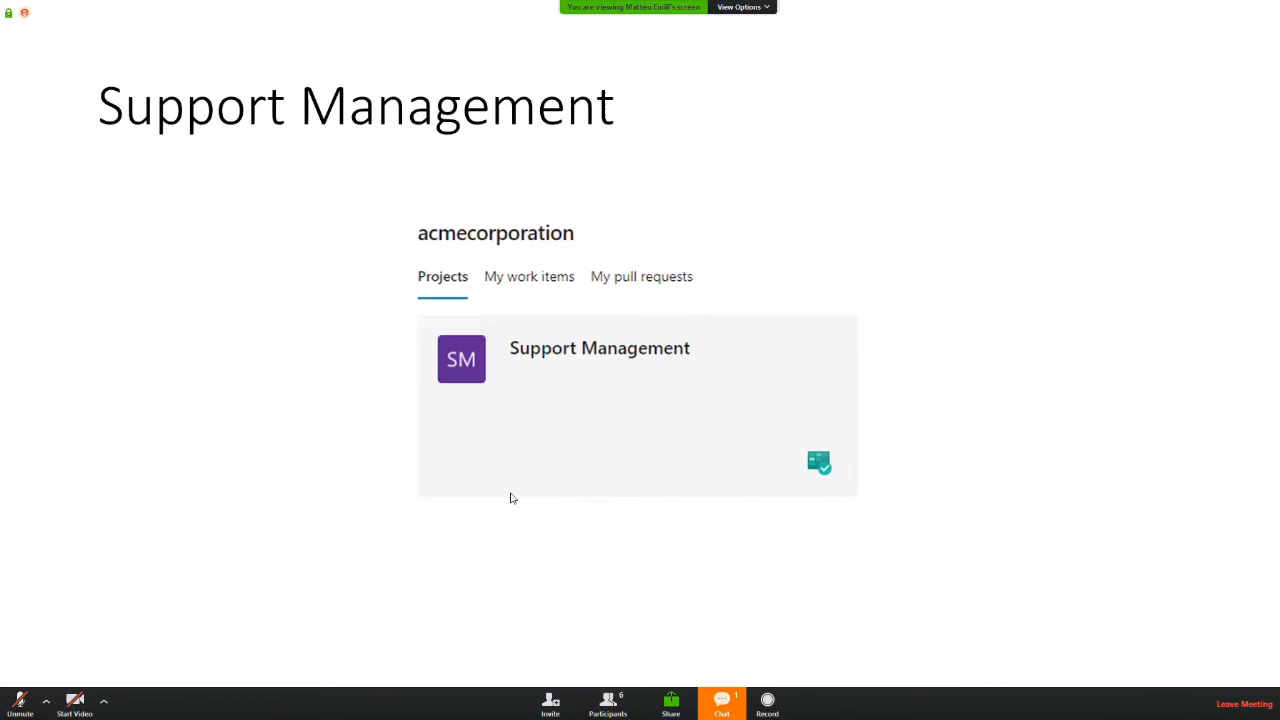 You are viewing Matteo Emili's screen
View Options
Support Management
acmecorporation
Projects My work items My pull requests
SM
Support Management
Unmute
Start Video
Invite
6
Participants
Share
1
Chat
Record
Leave Meeting